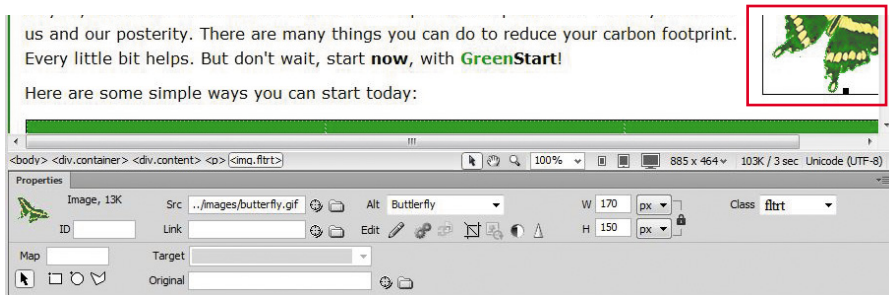 us and our posterity. There are many things you can do to reduce your carbon footprint.
Every little bit helps. But don't wait, start now, with GreenStart!
Here are some simple ways you can start today:
<body> <div.container> <div.content> <p> <img.fltrt> 100% 885 x 464 103K / 3 sec Unicode (UTF-8)
Properties
Image, 13K Src ../images/butterfly.gif Alt Buttlerfly W 170 px Class fltrt
ID Link Edit H 150 px
Map Target
Original